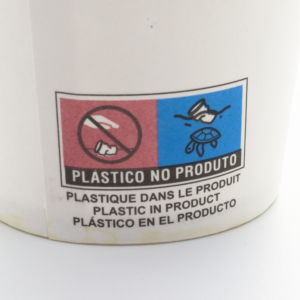 PLASTICO NO PRODUTO
PLASTIQUE DANS LE PRODUIT
PLASTIC IN PRODUCT
PLÁSTICO EN EL PRODUCTO